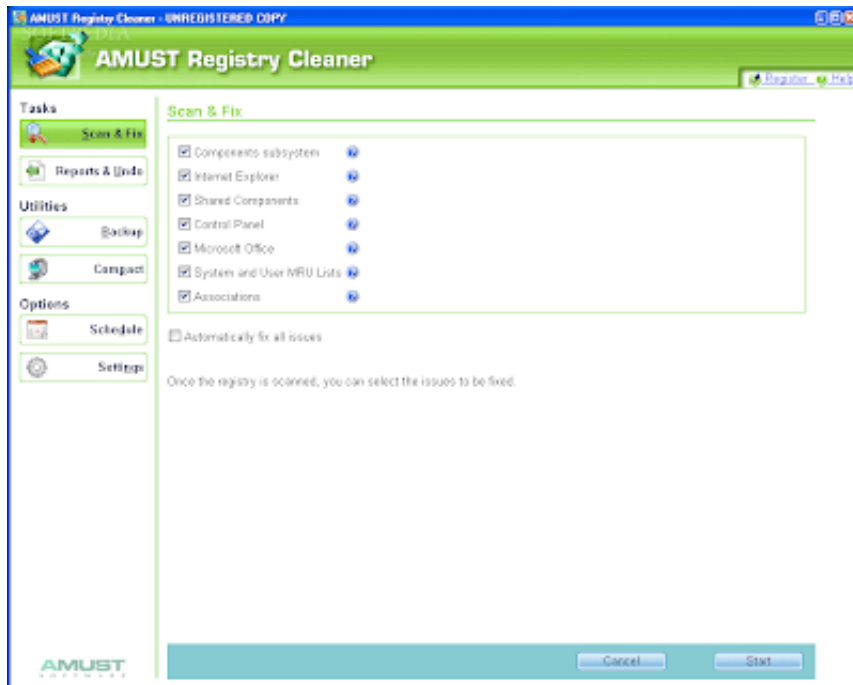 AMUST Registry Cleaner - UNREGISTERED COPY
SOFTPEDIA
AMUST Registry Cleaner
Register Help
Tasks
Scan & Fix
Reports & Undo
Utilities
Backup
Compact
Options
Schedule
Settings
Scan & Fix
Components subsystem
Internet Explorer
Shared Components
Control Panel
Microsoft Office
System and User MRU Lists
Associations
Automatically fix all issues
Once the registry is scanned, you can select the issues to be fixed.
AMUST
SOFTWARE
Cancel
Start